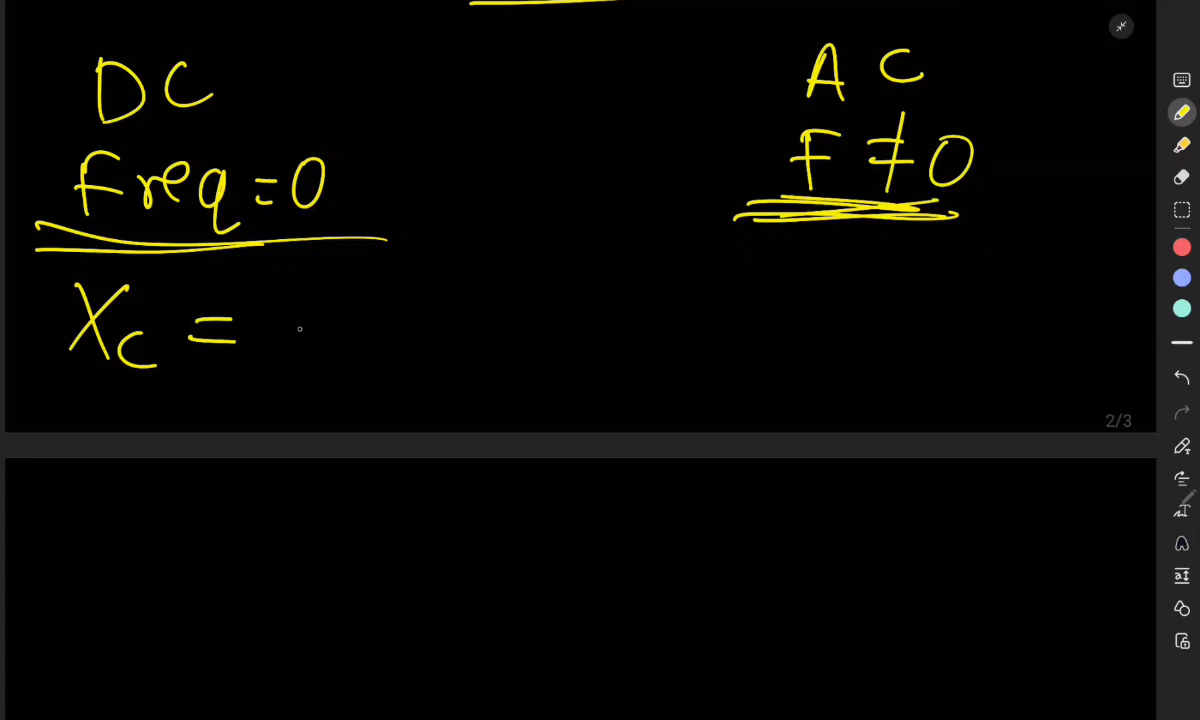 DC
Freq=0
Xc =
AC
F≠0
2/3